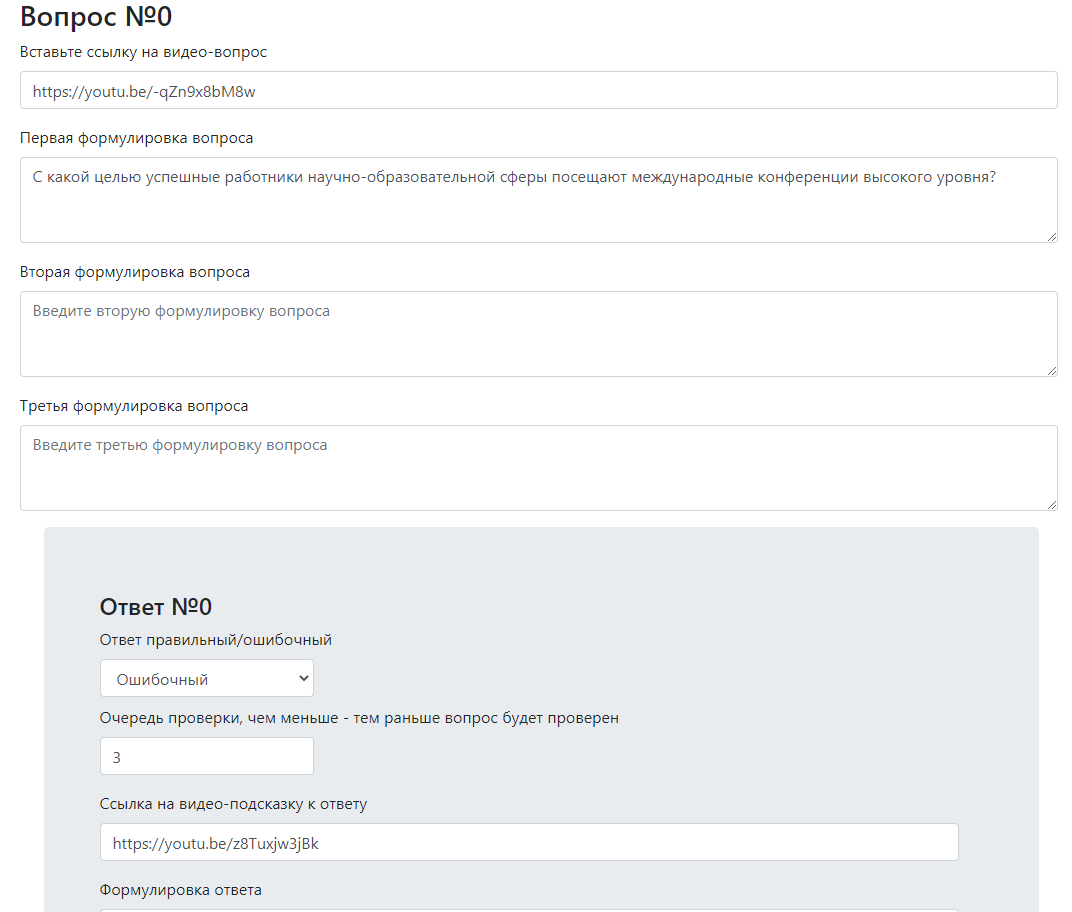 Вопрос №0
Вставьте ссылку на видео-вопрос
https://youtu.be/-qZn9x8bM8w
Первая формулировка вопроса
С какой целью успешные работники научно-образовательной сферы посещают международные конференции высокого уровня?
Вторая формулировка вопроса
Введите вторую формулировку вопроса
Третья формулировка вопроса
Введите третью формулировку вопроса
Ответ №0
Ответ правильный/ошибочный
Ошибочный
Очередь проверки, чем меньше - тем раньше вопрос будет проверен
3
Ссылка на видео-подсказку к ответу
https://youtu.be/z8Tuxjw3jBk
Формулировка ответа